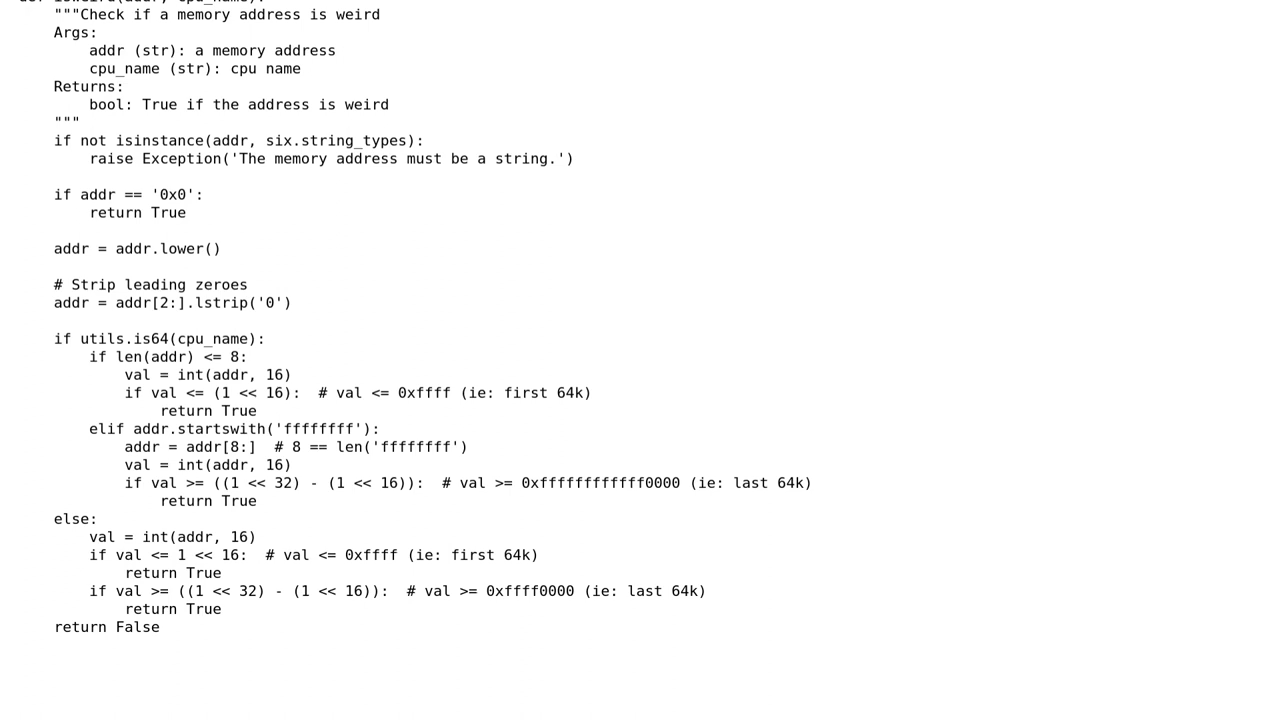 """Check if a memory address is weird
    Args:
        addr (str): a memory address
        cpu_name (str): cpu name
    Returns:
        bool: True if the address is weird
    """
    if not isinstance(addr, six.string_types):
        raise Exception('The memory address must be a string.')

    if addr == '0x0':
        return True

    addr = addr.lower()

    # Strip leading zeroes
    addr = addr[2:].lstrip('0')

    if utils.is64(cpu_name):
        if len(addr) <= 8:
            val = int(addr, 16)
            if val <= (1 << 16):  # val <= 0xffff (ie: first 64k)
                return True
        elif addr.startswith('ffffffff'):
            addr = addr[8:]  # 8 == len('ffffffff')
            val = int(addr, 16)
            if val >= ((1 << 32) - (1 << 16)):  # val >= 0xffffffffffff0000 (ie: last 64k)
                return True
    else:
        val = int(addr, 16)
        if val <= 1 << 16:  # val <= 0xffff (ie: first 64k)
            return True
        if val >= ((1 << 32) - (1 << 16)):  # val >= 0xffff0000 (ie: last 64k)
            return True
    return False